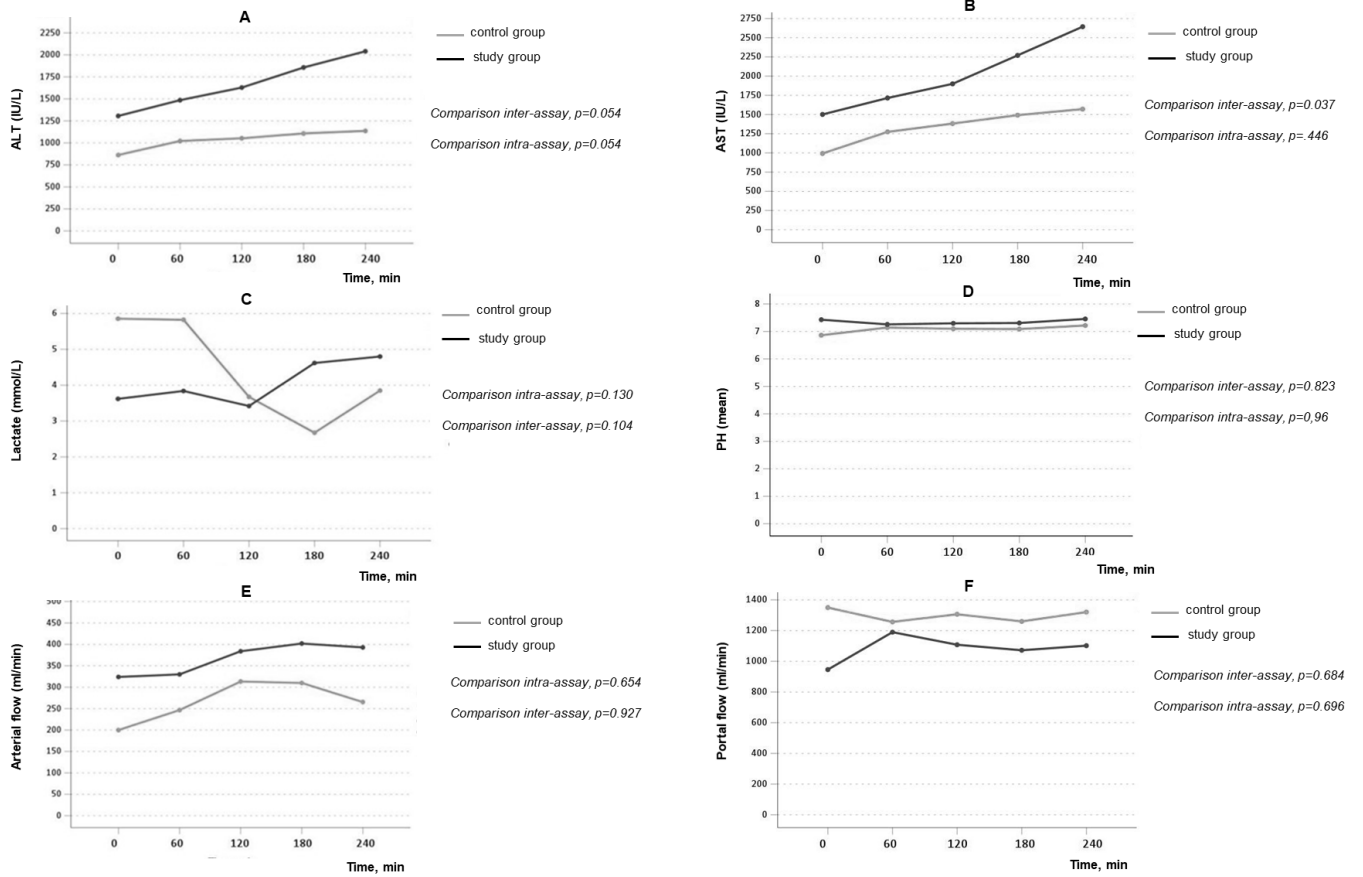 A
2250
2000
1750
1500
1250
1000
750
500
250
0
ALT (IU/L)
0 60 120 180 240
Time, min
control group
study group
Comparison inter-assay, p=0.054
Comparison intra-assay, p=0.054
B
2750
2500
2250
2000
1750
1500
1250
1000
750
500
250
0
AST (IU/L)
0 60 120 180 240
Time, min
control group
study group
Comparison inter-assay, p=0.037
Comparison intra-assay, p=.446
C
6
5
4
3
2
1
0
Lactate (mmol/L)
0 60 120 180 240
Time, min
control group
study group
Comparison intra-assay, p=0.130
Comparison inter-assay, p=0.104
D
8
7
6
5
4
3
2
1
0
PH (mean)
0 60 120 180 240
Time, min
control group
study group
Comparison inter-assay, p=0.823
Comparison intra-assay, p=0,96
E
500
450
400
350
300
250
200
150
100
50
0
Arterial flow (ml/min)
0 60 120 180 240
Time, min
control group
study group
Comparison intra-assay, p=0.654
Comparison inter-assay, p=0.927
F
1400
1200
1000
800
600
400
200
0
Portal flow (ml/min)
0 60 120 180 240
Time, min
control group
study group
Comparison inter-assay, p=0.684
Comparison intra-assay, p=0.696